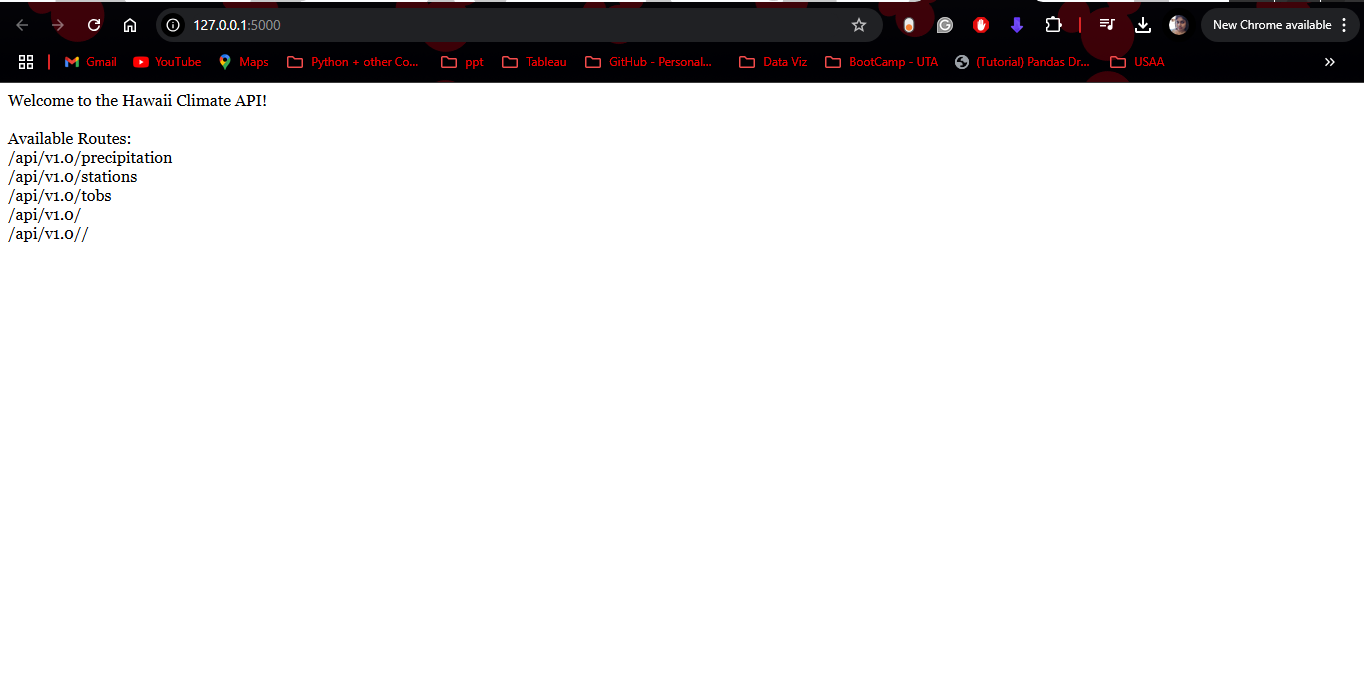 127.0.0.1:5000
New Chrome available
Gmail
YouTube
Maps
Python + other Co...
ppt
Tableau
GitHub - Personal...
Data Viz
BootCamp - UTA
(Tutorial) Pandas Dr...
USAA
Welcome to the Hawaii Climate API!
Available Routes:
/api/v1.0/precipitation
/api/v1.0/stations
/api/v1.0/tobs
/api/v1.0/
/api/v1.0//